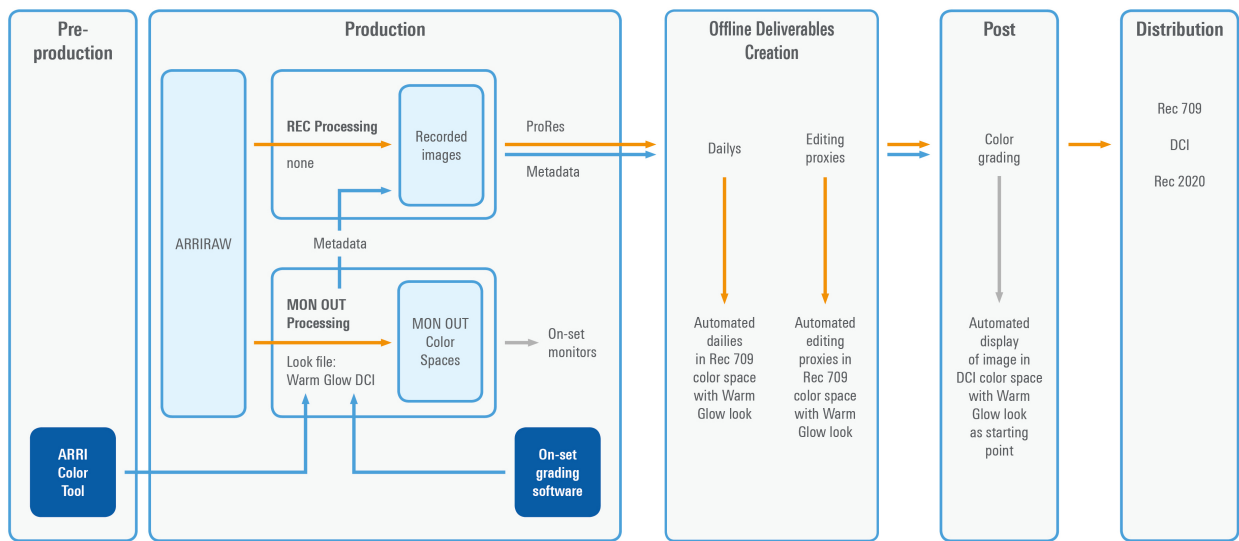 Pre-
production
Production
Offline Deliverables
Creation
Post
Distribution
ARRIRAW
REC Processing
none
Recorded
images
Metadata
MON OUT
Processing
Look file:
Warm Glow DCI
MON OUT
Color
Spaces
On-set
monitors
ARRI
Color
Tool
On-set
grading
software
ProRes
Metadata
Dailys
Editing
proxies
Automated
dailies
in Rec 709
color space
with Warm
Glow look
Automated
editing
proxies in
Rec 709
color space
with Warm
Glow look
Color
grading
Automated
display
of image in
DCI color space
with Warm
Glow look
as starting
point
Rec 709
DCI
Rec 2020